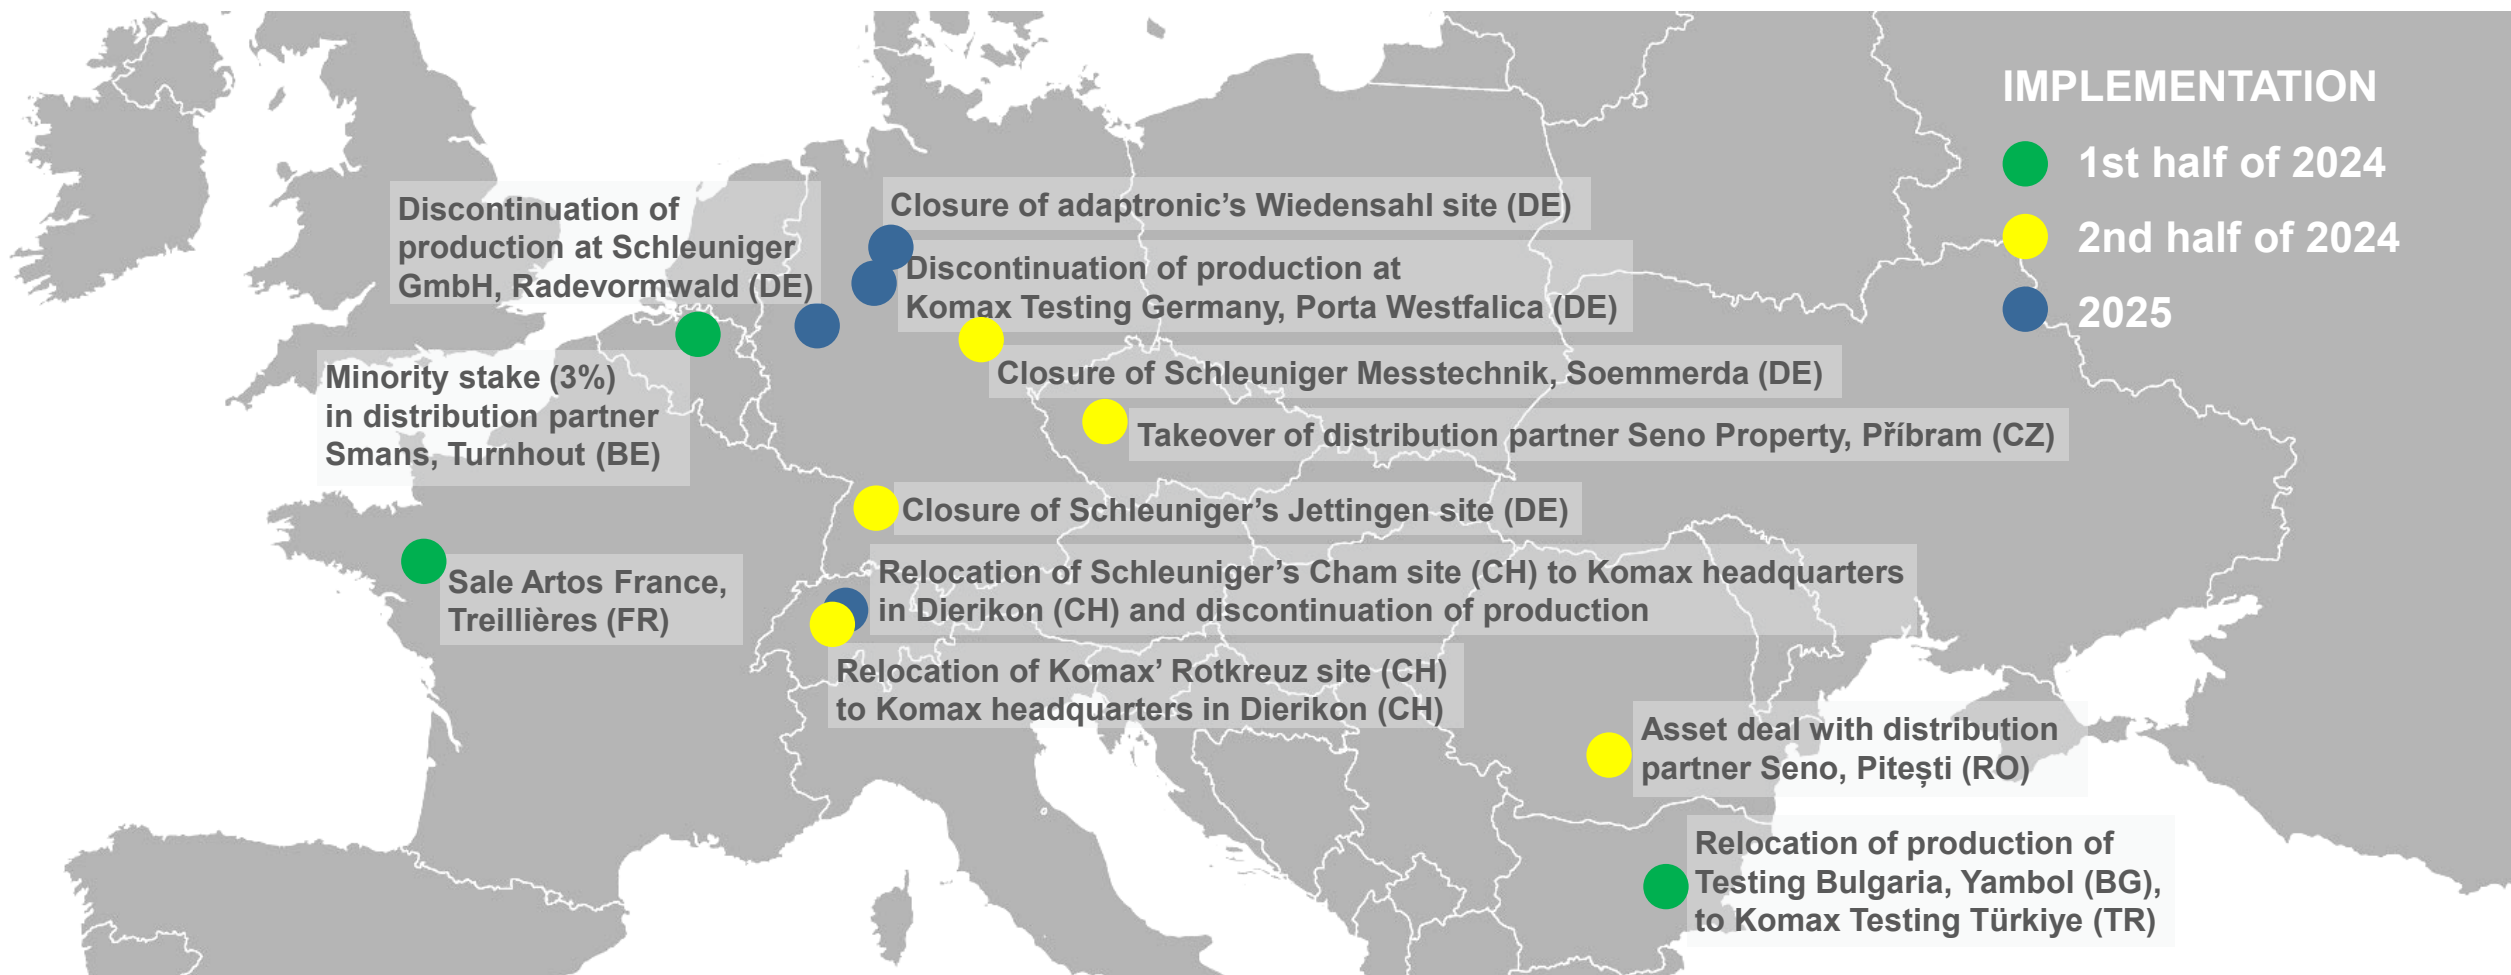 IMPLEMENTATION
1st half of 2024
2nd half of 2024
2025
Discontinuation of
production at Schleuniger
GmbH, Radevormwald (DE)
Closure of adaptronic’s Wiedensahl site (DE)
Discontinuation of production at
Komax Testing Germany, Porta Westfalica (DE)
Minority stake (3%)
in distribution partner
Smans, Turnhout (BE)
Closure of Schleuniger Messtechnik, Soemmerda (DE)
Takeover of distribution partner Seno Property, Příbram (CZ)
Closure of Schleuniger’s Jettingen site (DE)
Sale Artos France,
Treillières (FR)
Relocation of Schleuniger’s Cham site (CH) to Komax headquarters
in Dierikon (CH) and discontinuation of production
Relocation of Komax’ Rotkreuz site (CH)
to Komax headquarters in Dierikon (CH)
Asset deal with distribution
partner Seno, Pitești (RO)
Relocation of production of
Testing Bulgaria, Yambol (BG),
to Komax Testing Türkiye (TR)